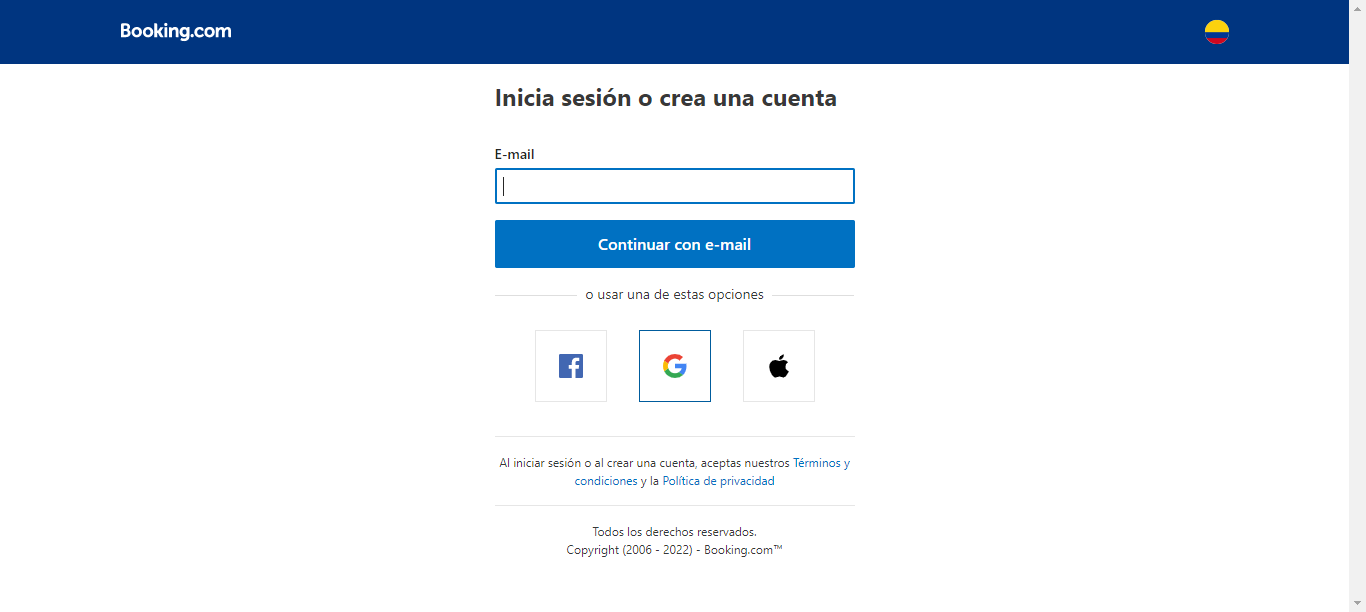 Booking.com
Inicia sesión o crea una cuenta
E-mail
Continuar con e-mail
o usar una de estas opciones
Al iniciar sesión o al crear una cuenta, aceptas nuestros Términos y
condiciones y la Política de privacidad
Todos los derechos reservados.
Copyright (2006 - 2022) - Booking.com™